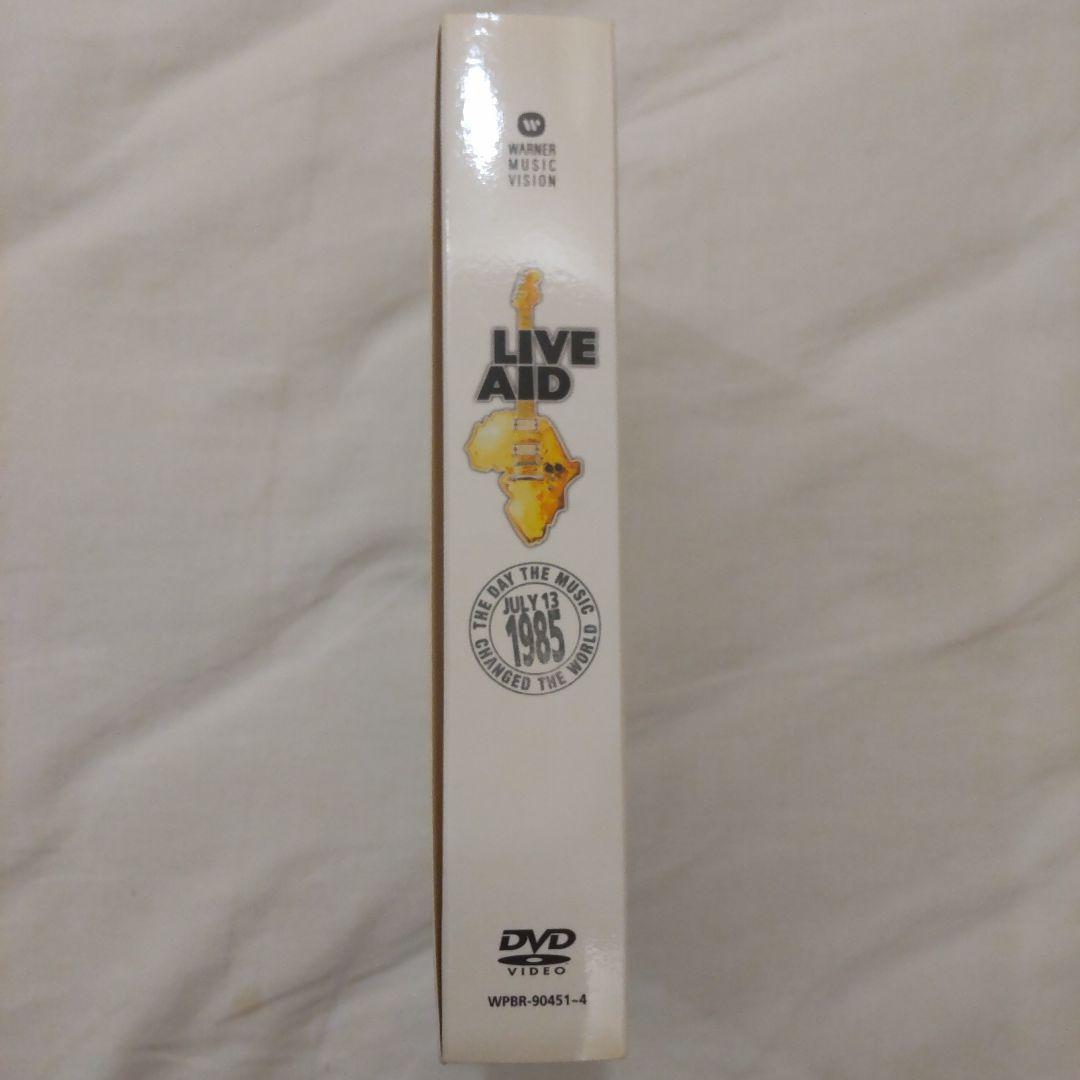 W
WARNER
MUSIC
VISION
LIVE
AID
THE DAY THE MUSIC
JULY 13
1985
CHANGED THE WORLD
DVD
VIDEO
WPBR-90451~4